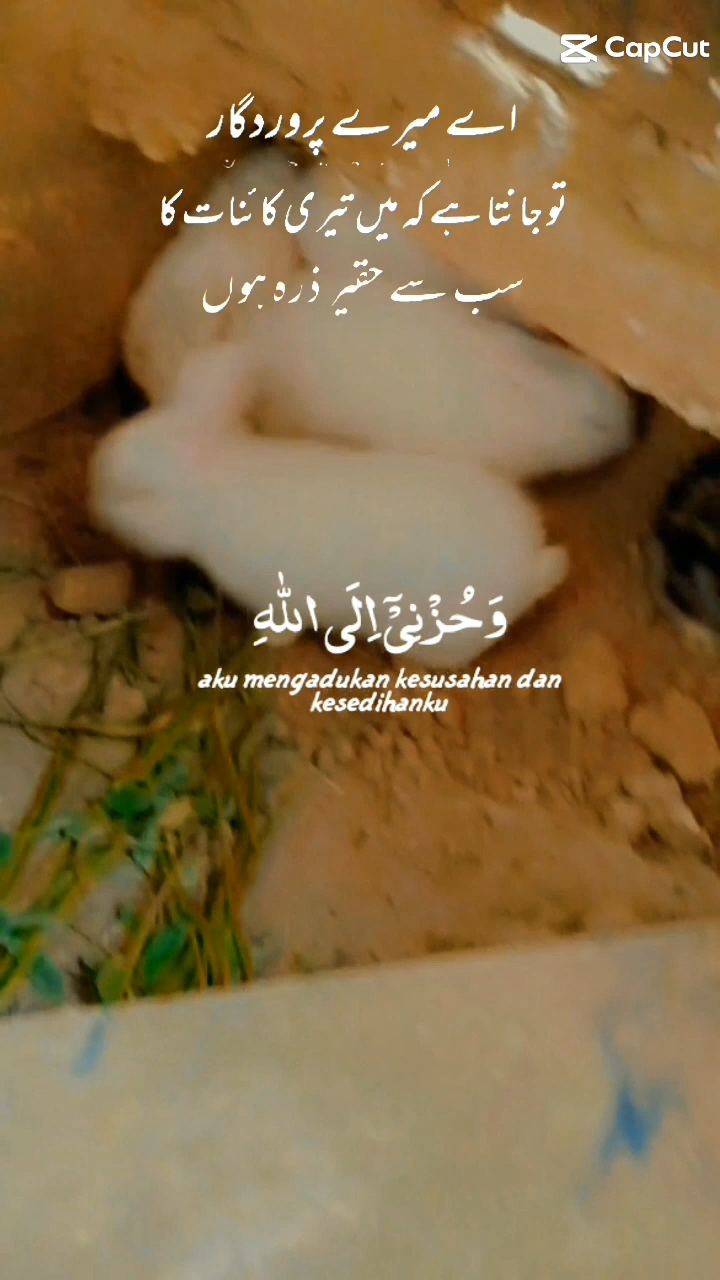 CapCut
اے میرے پروردگار
تو جانتا ہے کہ میں تیری کائنات کا
سب سے حقیر ذرہ ہوں
وَحُزْنِىْٓ اِلَى اللّٰهِ
aku mengadukan kesusahan dan
kesedihanku